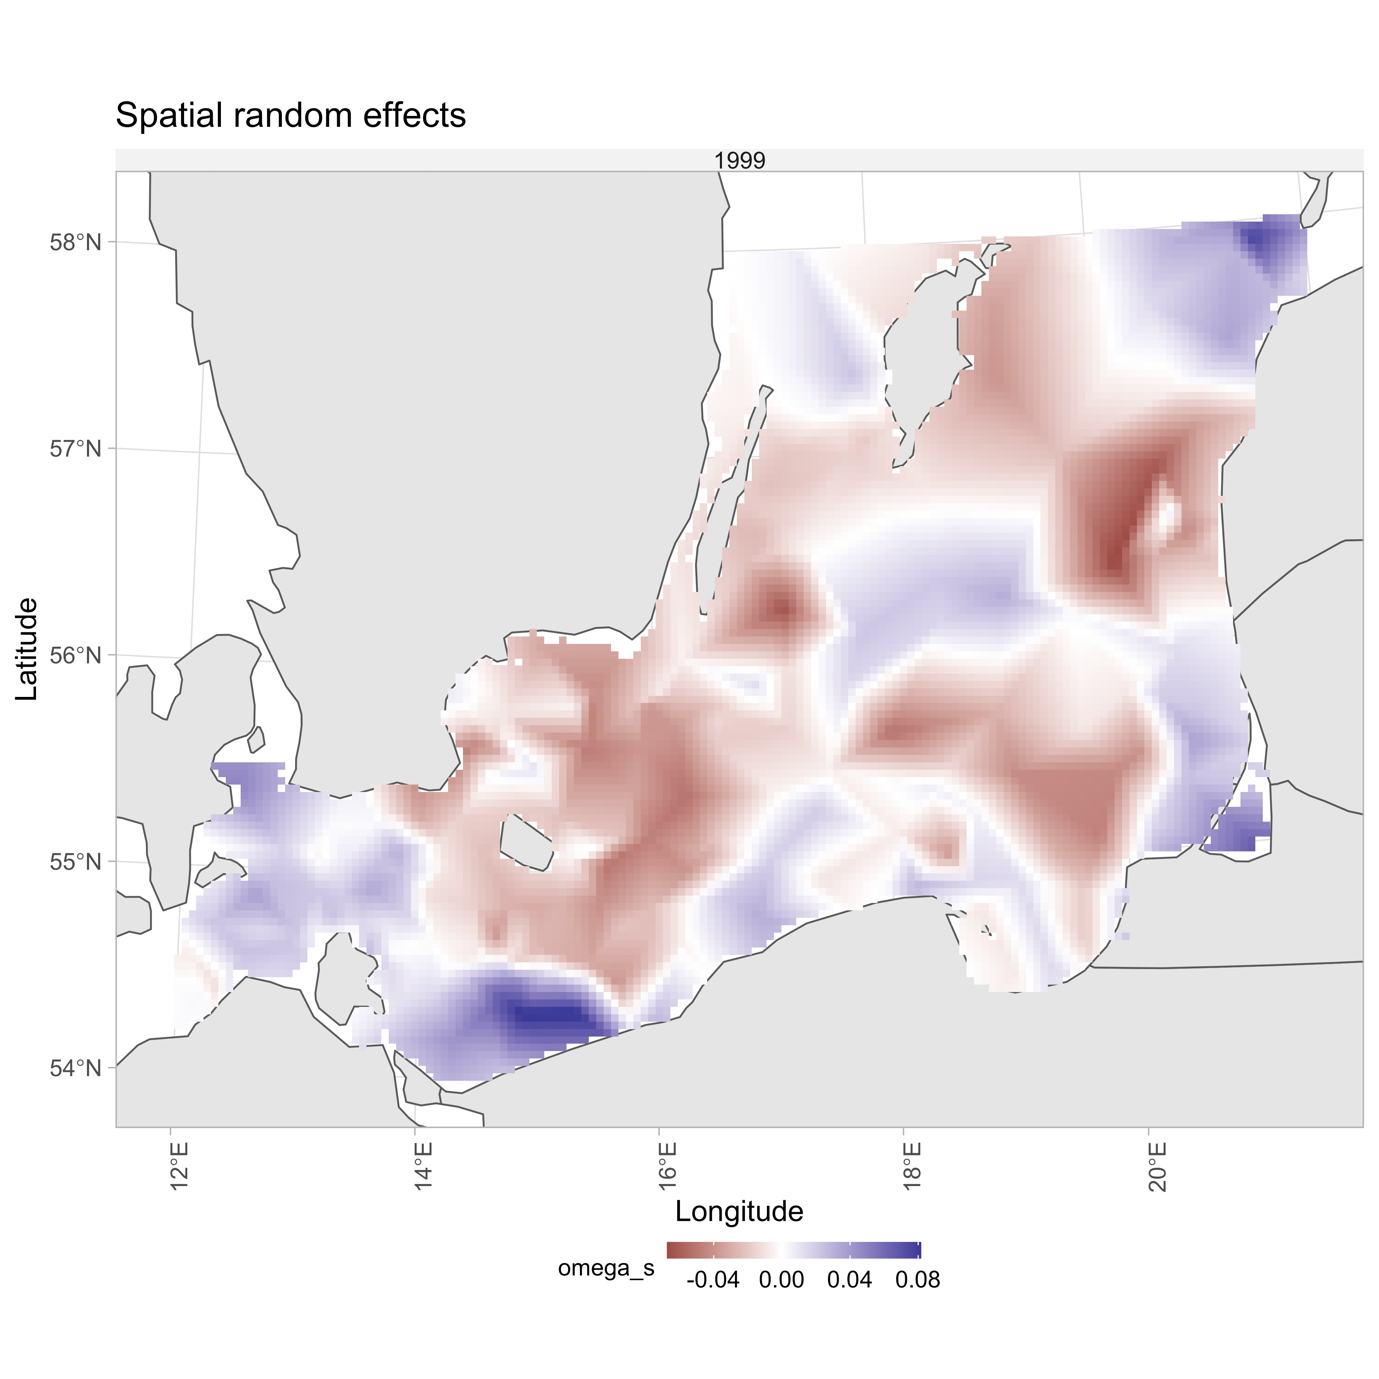 Spatial random effects
1999
58°N
57°N
56°N
55°N
54°N
Latitude
12°E
14°E
16°E
18°E
20°E
Longitude
omega_s
-0.04 0.00 0.04 0.08